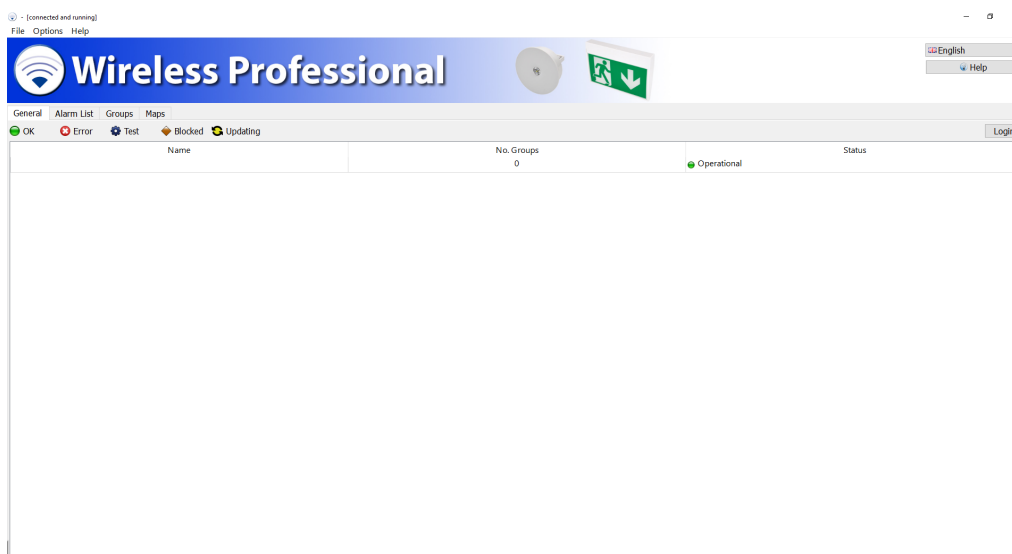 - [connected and running]
File Options Help
Wireless Professional
English
Help
General Alarm List Groups Maps
OK Error Test Blocked Updating
Login
Name No. Groups Status
0 Operational